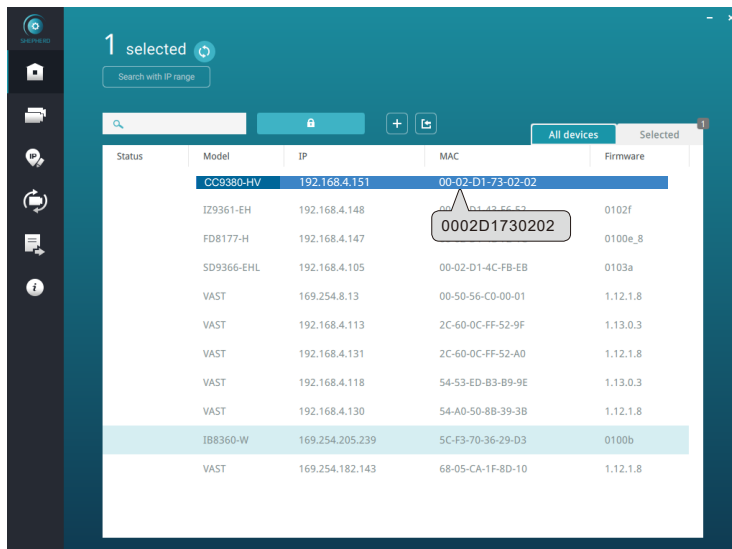 SHEPHERD
1 selected
Search with IP range
All devices Selected 1
Status Model IP MAC Firmware
CC9380-HV 192.168.4.151 00-02-D1-73-02-02
IZ9361-EH 192.168.4.148 0102f
0002D1730202
FD8177-H 192.168.4.147 0100e_8
SD9366-EHL 192.168.4.105 00-02-D1-4C-FB-EB 0103a
VAST 169.254.8.13 00-50-56-C0-00-01 1.12.1.8
VAST 192.168.4.113 2C-60-0C-FF-52-9F 1.13.0.3
VAST 192.168.4.131 2C-60-0C-FF-52-A0 1.12.1.8
VAST 192.168.4.118 54-53-ED-B3-B9-9E 1.13.0.3
VAST 192.168.4.130 54-A0-50-8B-39-3B 1.12.1.8
IB8360-W 169.254.205.239 5C-F3-70-36-29-D3 0100b
VAST 169.254.182.143 68-05-CA-1F-8D-10 1.12.1.8
IP
i